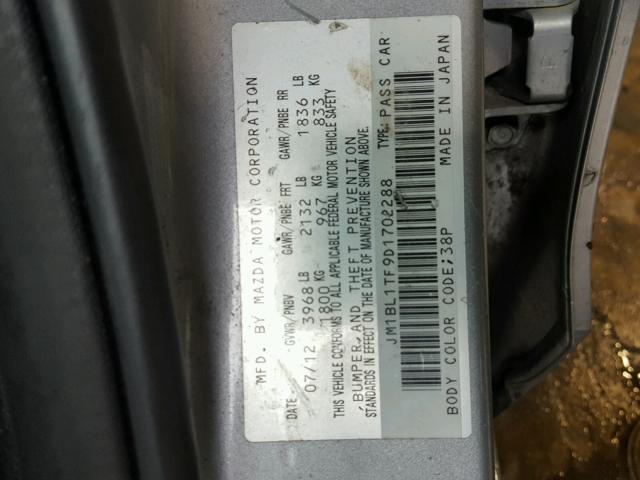 MFD. BY MAZDA MOTOR CORPORATION
DATE GVWR/PNBV GAWR/PNBE FRT GAWR/PNBE RR
07/12 3968 LB 2132 LB 1836 LB
1800 KG 967 KG 833 KG
THIS VEHICLE CONFORMS TO ALL APPLICABLE FEDERAL MOTOR VEHICLE SAFETY
,BUMPER, AND THEFT PREVENTION
STANDARDS IN EFFECT ON THE DATE OF MANUFACTURE SHOWN ABOVE.
JM1BL1TF9D1702288 TYPE: PASS CAR
BODY COLOR CODE;38P MADE IN JAPAN